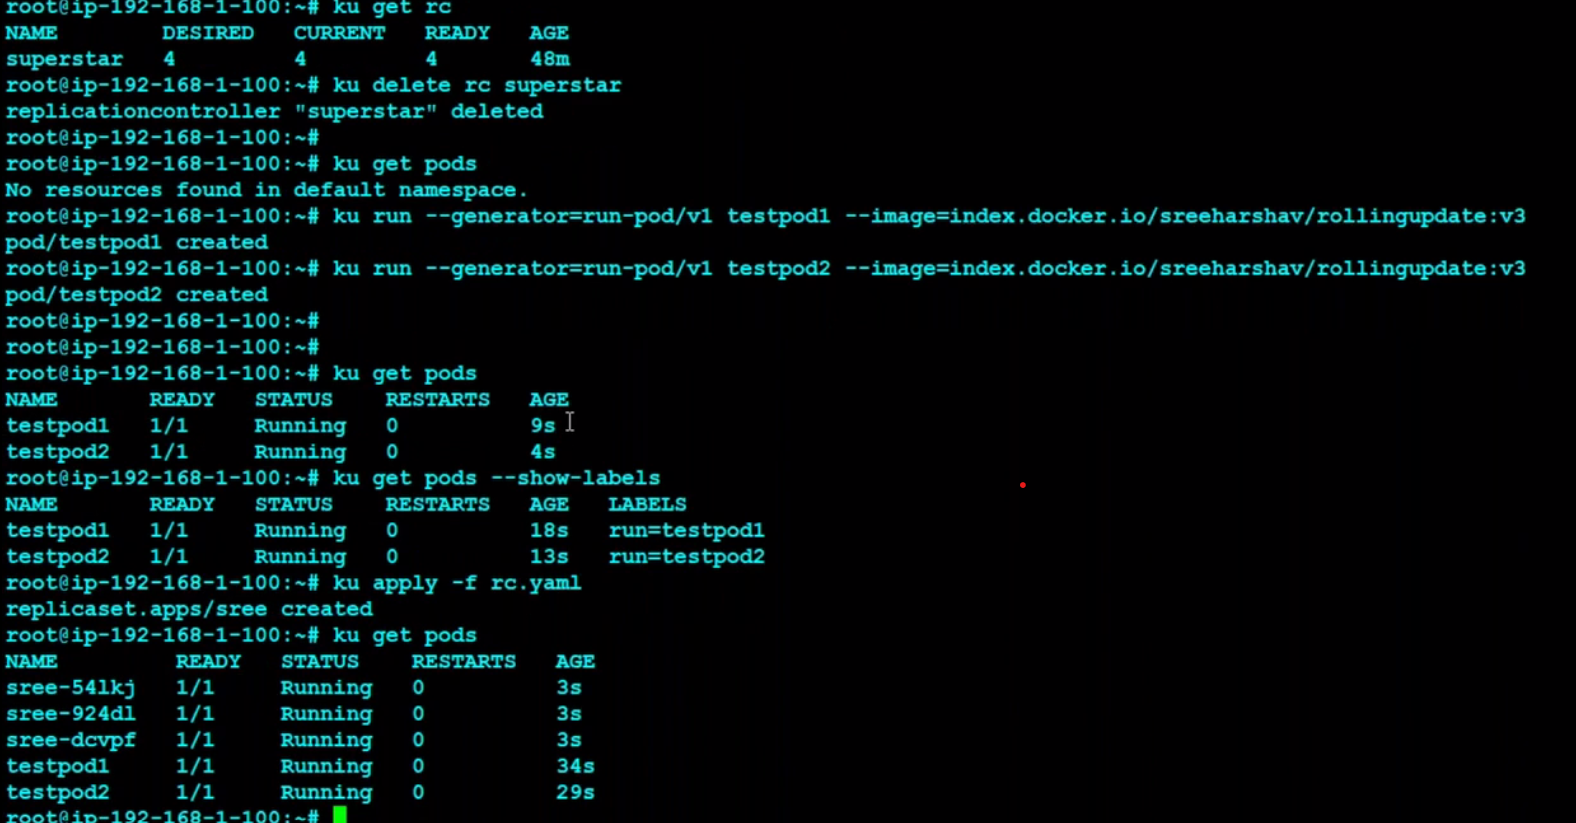 root@ip-192-168-1-100:~# ku get rc
NAME DESIRED CURRENT READY AGE
superstar 4 4 4 48m
root@ip-192-168-1-100:~# ku delete rc superstar
replicationcontroller "superstar" deleted
root@ip-192-168-1-100:~#
root@ip-192-168-1-100:~# ku get pods
No resources found in default namespace.
root@ip-192-168-1-100:~# ku run --generator=run-pod/v1 testpod1 --image=index.docker.io/sreeharshav/rollingupdate:v3
pod/testpod1 created
root@ip-192-168-1-100:~# ku run --generator=run-pod/v1 testpod2 --image=index.docker.io/sreeharshav/rollingupdate:v3
pod/testpod2 created
root@ip-192-168-1-100:~#
root@ip-192-168-1-100:~#
root@ip-192-168-1-100:~# ku get pods
NAME READY STATUS RESTARTS AGE
testpod1 1/1 Running 0 9s
testpod2 1/1 Running 0 4s
root@ip-192-168-1-100:~# ku get pods --show-labels
NAME READY STATUS RESTARTS AGE LABELS
testpod1 1/1 Running 0 18s run=testpod1
testpod2 1/1 Running 0 13s run=testpod2
root@ip-192-168-1-100:~# ku apply -f rc.yaml
replicaset.apps/sree created
root@ip-192-168-1-100:~# ku get pods
NAME READY STATUS RESTARTS AGE
sree-54lkj 1/1 Running 0 3s
sree-924dl 1/1 Running 0 3s
sree-dcvpf 1/1 Running 0 3s
testpod1 1/1 Running 0 34s
testpod2 1/1 Running 0 29s
root@ip-192-168-1-100:~#